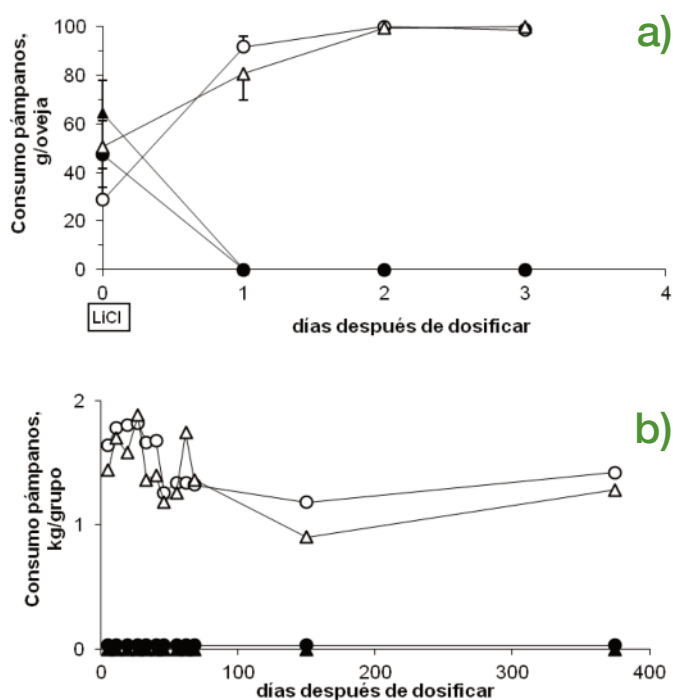 a)
Consumo pámpanos,
g/oveja
100
80
60
40
20
0
0 1 2 3 4
LiCl
días después de dosificar
b)
Consumo pámpanos,
kg/grupo
2
1
0
0 100 200 300 400
días después de dosificar